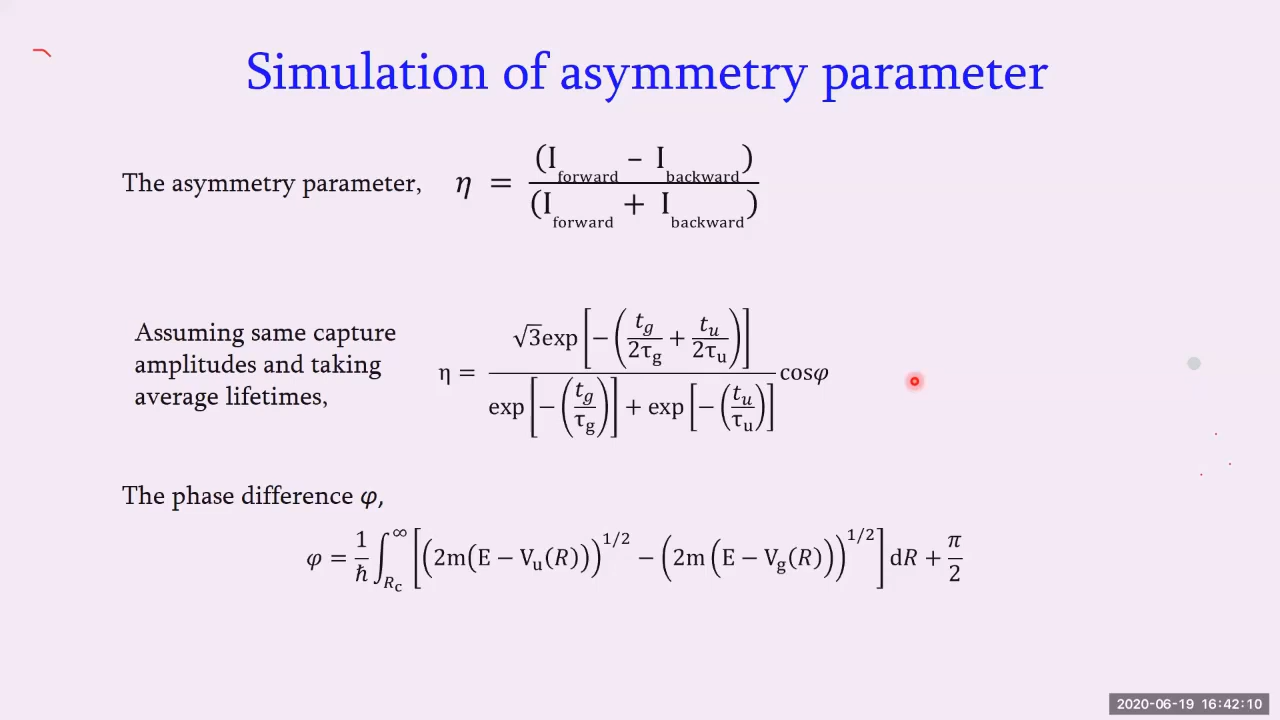 Simulation of asymmetry parameter
The asymmetry parameter, η = (I_forward – I_backward) / (I_forward + I_backward)
Assuming same capture
amplitudes and taking
average lifetimes,
η = √3exp[−(t_g/2τ_g + t_u/2τ_u)] / (exp[−(t_g/τ_g)] + exp[−(t_u/τ_u)]) cosφ
The phase difference φ,
φ = 1/ħ ∫_{R_c}^∞ [(2m(E − V_u(R)))^{1/2} − (2m(E − V_g(R)))^{1/2}] dR + π/2
2020-06-19 16:42:10